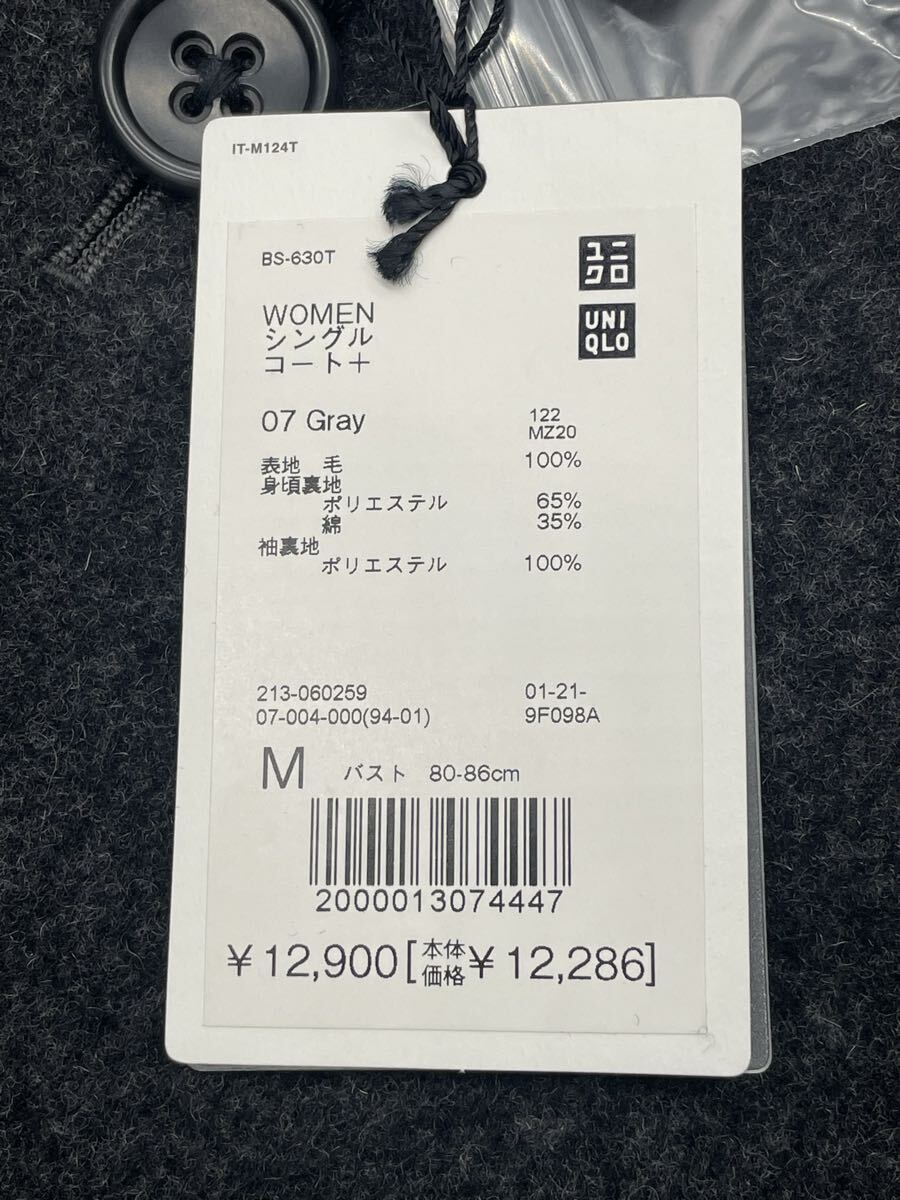 IT-M124T
BS-630T
ユニ
クロ
UNI
QLO
WOMEN
シングル
コート＋
07 Gray
122
MZ20
表地 毛 100%
身頃裏地
ポリエステル 65%
綿 35%
袖裏地
ポリエステル 100%
213-060259
07-004-000(94-01)
01-21-
9F098A
M バスト 80-86cm
2000013074447
¥12,900[本体価格¥12,286]